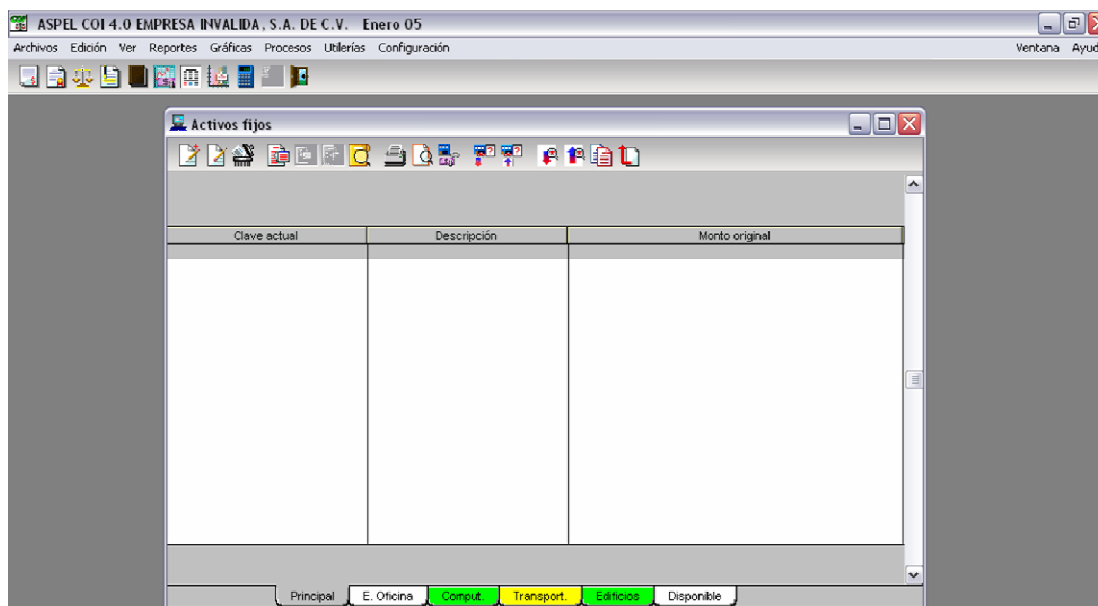 ASPEL COI 4.0 EMPRESA INVALIDA, S.A. DE C.V. Enero 05
Archivos Edición Ver Reportes Gráficas Procesos Utilerías Configuración Ventana Ayud
Activos fijos
Clave actual Descripción Monto original
Principal E. Oficina Comput. Transport. Edificios Disponible